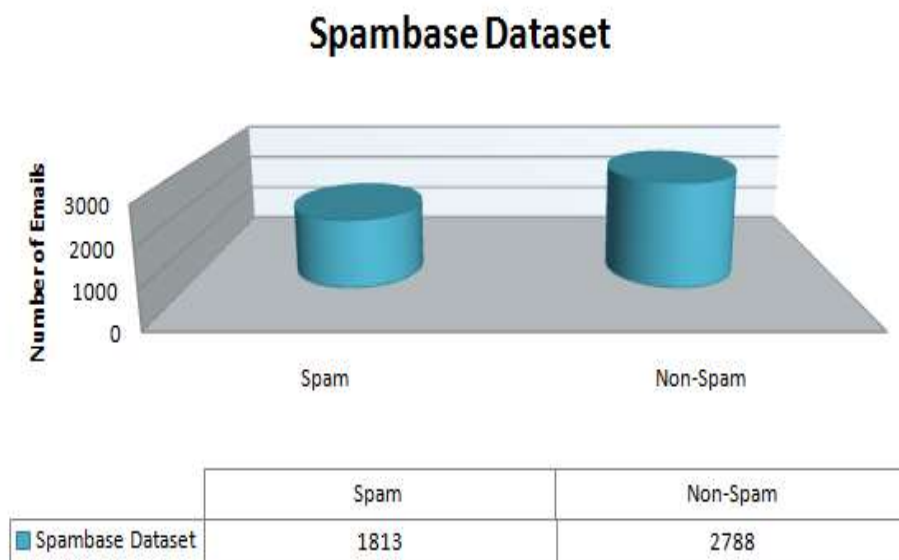 Spambase Dataset
Number of Emails
3000
2000
1000
0
Spam Non-Spam
Spam Non-Spam
Spambase Dataset 1813 2788